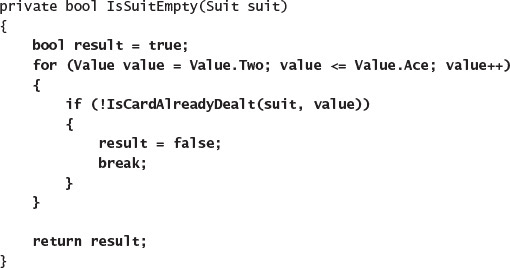 private bool IsSuitEmpty(Suit suit)
{
    bool result = true;
    for (Value value = Value.Two; value <= Value.Ace; value++)
    {
        if (!IsCardAlreadyDealt(suit, value))
        {
            result = false;
            break;
        }
    }

    return result;
}